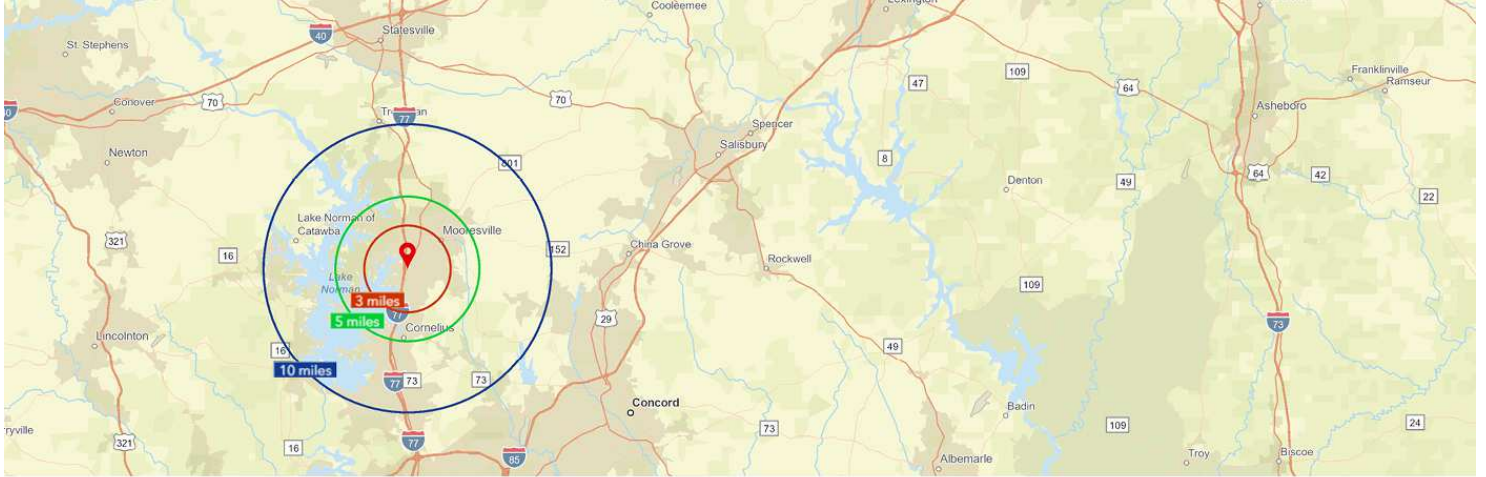 Cooleemee
Lexington
40
Statesville
St. Stephens
109
47
64
Franklinville
Ramseur
70
Conover
70
40
Asheboro
77
Spencer
Salisbury
Newton
801
8
64
42
49
Denton
22
Lake Norman of
Catawba
Mooresville
321
152
China Grove
16
Rockwell
Lake
Norman
109
3 miles
77
5 miles
29
73
Cornelius
Lincolnton
16
49
10 miles
77
73
73
Concord
Badin
321
77
73
109
24
rryville
16
85
Albemarle
Troy
Biscoe